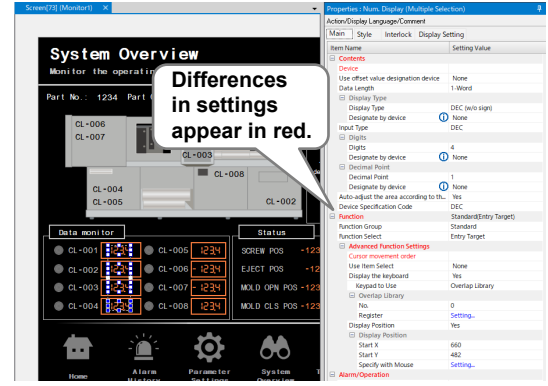 Screen[73] (Monitor1)
System Overview
Monitor the operatin
Part No.: 1234 Part
CL-006
CL-007
CL-003
CL-008
CL-004
CL-005
CL-002
Differences
in settings
appear in red.
Data monitor
Status
CL-001 1234 CL-005 1234 SCREW POS -123
CL-002 1234 CL-006 - 1234 EJECT POS -12
CL-003 1234 CL-007 - 1234 MOLD OPN POS -123
CL-004 1234 CL-008 1234 MOLD CLS POS -123
Home
Alarm
History
Parameter
Settings
System
Overview
Properties : Num. Display (Multiple Selection)
Action/Display Language/Comment
Main Style Interlock Display Setting
Item Name Setting Value
Contents
Device
Use offset value designation device None
Data Length 1-Word
Display Type
Display Type DEC (w/o sign)
Designate by device None
Input Type DEC
Digits
Digits 4
Designate by device None
Decimal Point
Decimal Point 1
Designate by device None
Auto-adjust the area according to th... Yes
Device Specification Code DEC
Function Standard(Entry Target)
Function Group Standard
Function Select Entry Target
Advanced Function Settings
Cursor movement order
Use Item Select None
Display the keyboard Yes
Keypad to Use Overlap Library
Overlap Library
No. 0
Register Setting...
Display Position Yes
Display Position
Start X 660
Start Y 482
Specify with Mouse Setting...
Alarm/Operation